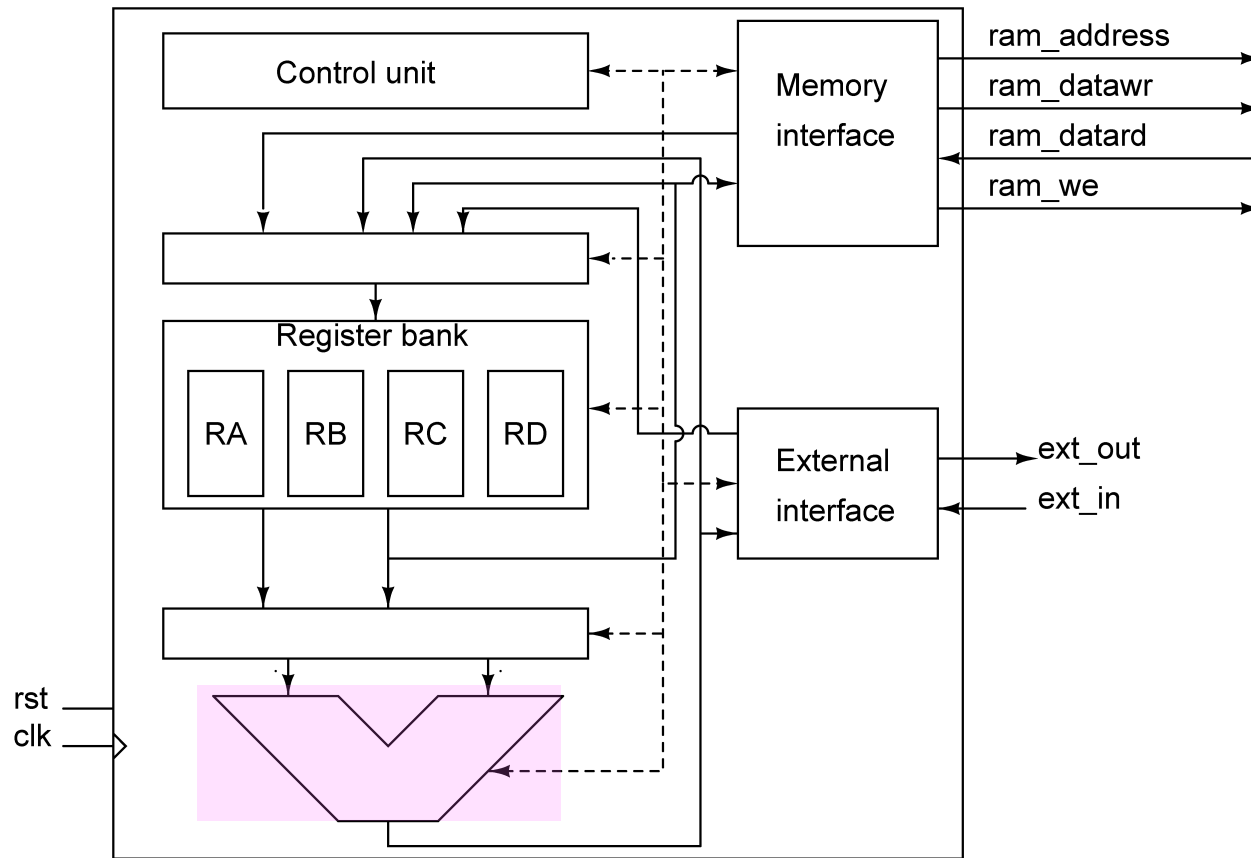 Control unit
Memory
interface
ram_address
ram_datawr
ram_datard
ram_we
Register bank
RA
RB
RC
RD
External
interface
ext_out
ext_in
rst
clk